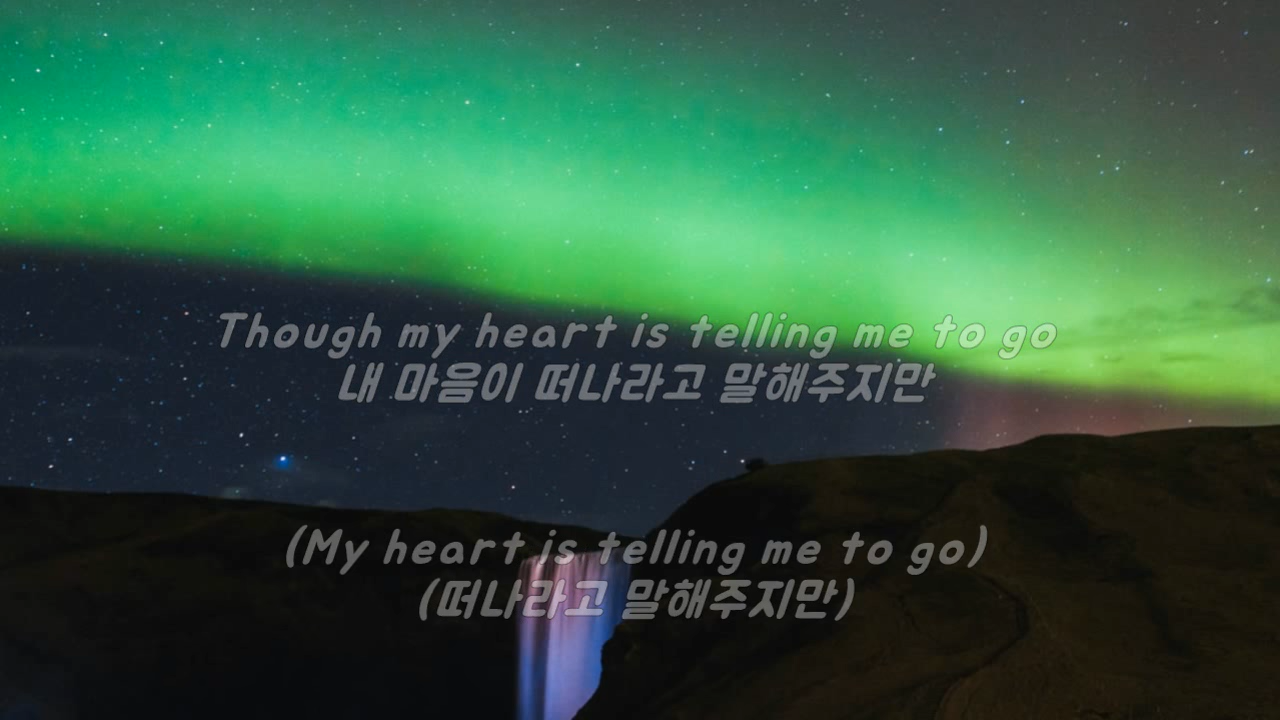 Though my heart is telling me to go
내 마음이 떠나라고 말해주지만
(My heart is telling me to go)
(떠나라고 말해주지만)